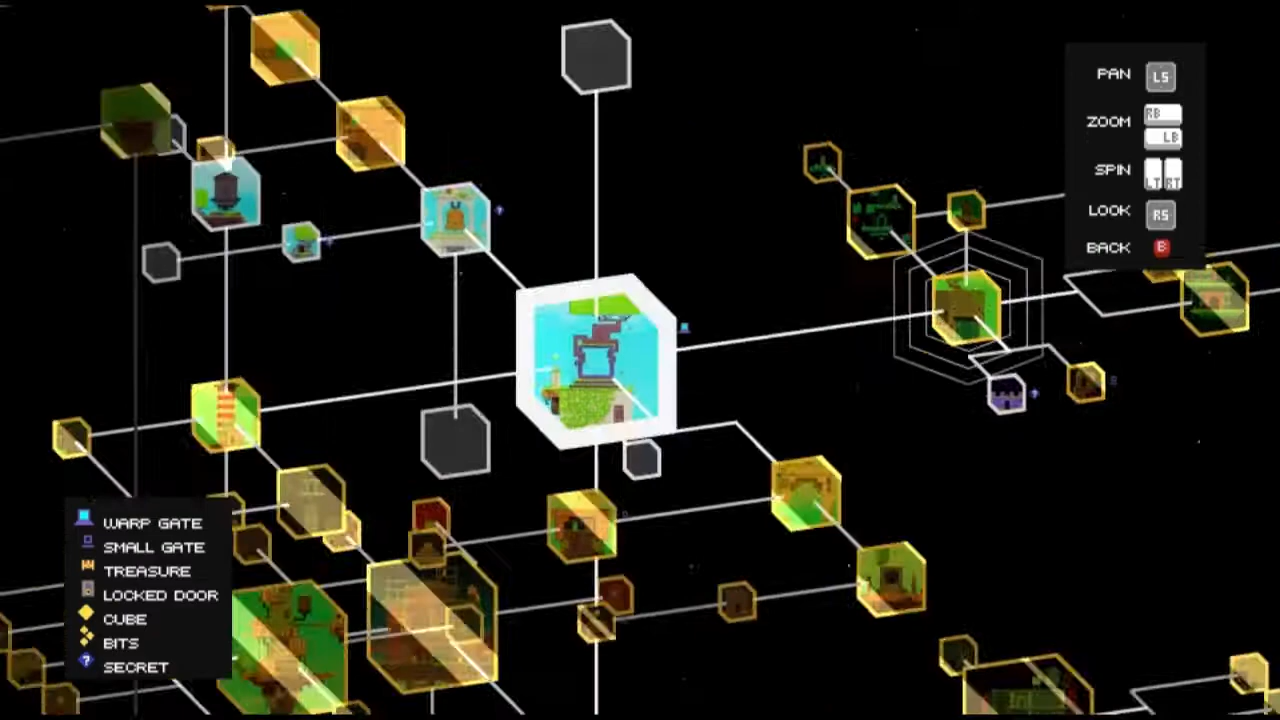 PAN LS
ZOOM RB
LB
SPIN LT RT
LOOK RS
BACK B
WARP GATE
SMALL GATE
TREASURE
LOCKED DOOR
CUBE
BITS
? SECRET